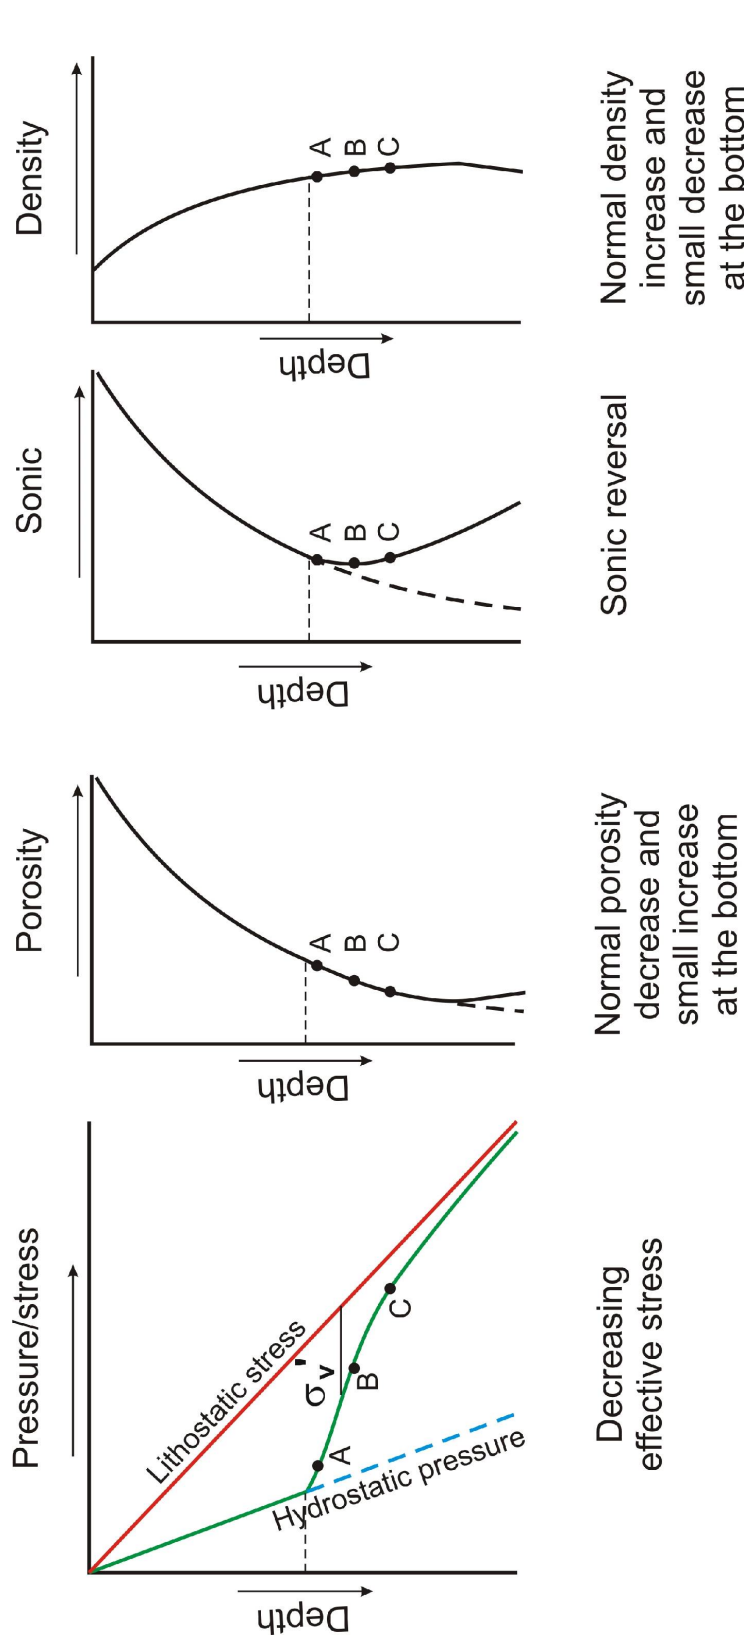 Pressure/stress
Lithostatic stress
σv'
A
B
C
Hydrostatic pressure
Depth
Decreasing
effective stress
Porosity
A
B
C
Depth
Normal porosity
decrease and
small increase
at the bottom
Sonic
A
B
C
Depth
Sonic reversal
Density
A
B
C
Depth
Normal density
increase and
small decrease
at the bottom